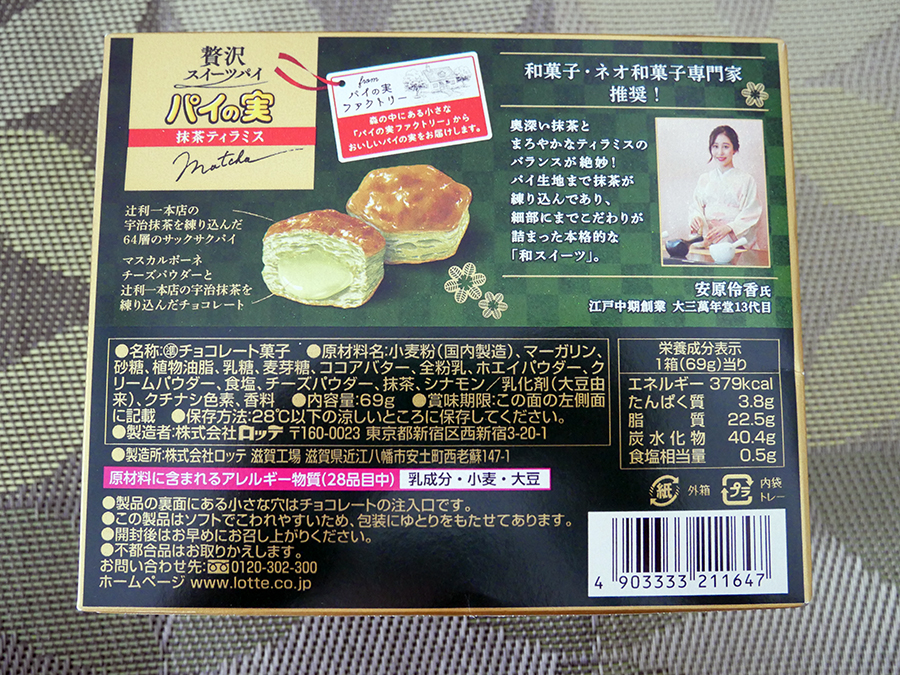 贅沢
スイーツパイ
パイの実
抹茶ティラミス
Matcha
from
パイの実
ファクトリー
森の中にある小さな
「パイの実ファクトリー」から
おいしいパイの実をお届けします。
和菓子・ネオ和菓子専門家
推奨！
奥深い抹茶と
まろやかなティラミスの
バランスが絶妙！
パイ生地まで抹茶が
練り込んであり、
細部にまでこだわりが
詰まった本格的な
「和スイーツ」。
安原伶香氏
江戸中期創業 大三萬年堂13代目
辻利一本店の
宇治抹茶を練り込んだ
64層のサックサクパイ
マスカルポーネ
チーズパウダーと
辻利一本店の宇治抹茶を
練り込んだチョコレート
●名称:㊜チョコレート菓子 ●原材料名:小麦粉(国内製造)、マーガリン、
砂糖、植物油脂、乳糖、麦芽糖、ココアバター、全粉乳、ホエイパウダー、ク
リームパウダー、食塩、チーズパウダー、抹茶、シナモン／乳化剤(大豆由
来)、クチナシ色素、香料 ●内容量:69g ●賞味期限:この面の左側面
に記載 ●保存方法:28℃以下の涼しいところに保存してください。
●製造者:株式会社ロッテ 〒160-0023 東京都新宿区西新宿3-20-1
●製造所:株式会社ロッテ 滋賀工場 滋賀県近江八幡市安土町西老蘇147-1
原材料に含まれるアレルギー物質(28品目中) 乳成分・小麦・大豆
●製品の裏面にある小さな穴はチョコレートの注入口です。
●この製品はソフトでこわれやすいため、包装にゆとりをもたせてあります。
●開封後はお早めにお召し上がりください。
●不都合品はお取りかえします。
お問い合わせ先:0120-302-300
ホームページ www.lotte.co.jp
栄養成分表示
1箱(69g)当り
エネルギー 379kcal
たんぱく質 3.8g
脂質 22.5g
炭水化物 40.4g
食塩相当量 0.5g
紙 外箱 プラ 内袋
トレー
4 903333 211647